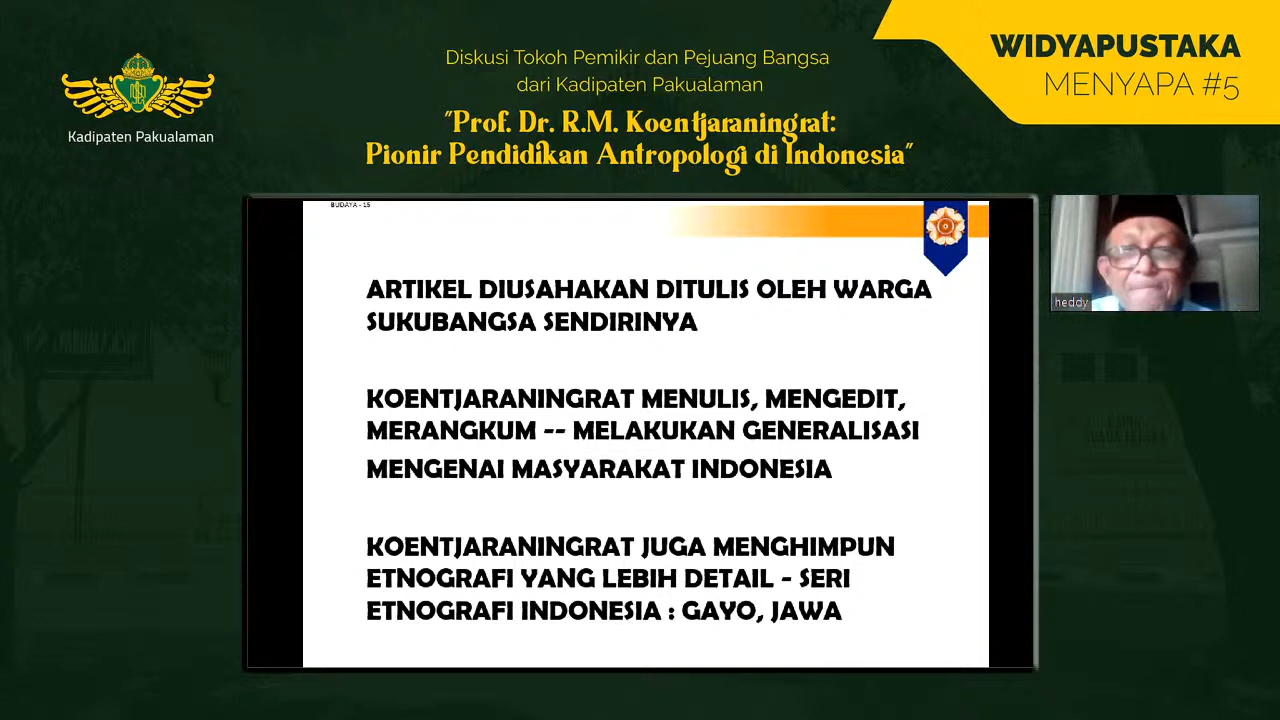 Diskusi Tokoh Pemikir dan Pejuang Bangsa
dari Kadipaten Pakualaman
"Prof. Dr. R.M. Koentjaraningrat:
Pionir Pendidikan Antropologi di Indonesia"
WIDYAPUSTAKA
MENYAPA #5
Kadipaten Pakualaman
BUDAYA - 15
ARTIKEL DIUSAHAKAN DITULIS OLEH WARGA
SUKUBANGSA SENDIRINYA
KOENTJARANINGRAT MENULIS, MENGEDIT,
MERANGKUM -- MELAKUKAN GENERALISASI
MENGENAI MASYARAKAT INDONESIA
KOENTJARANINGRAT JUGA MENGHIMPUN
ETNOGRAFI YANG LEBIH DETAIL - SERI
ETNOGRAFI INDONESIA : GAYO, JAWA
heddy